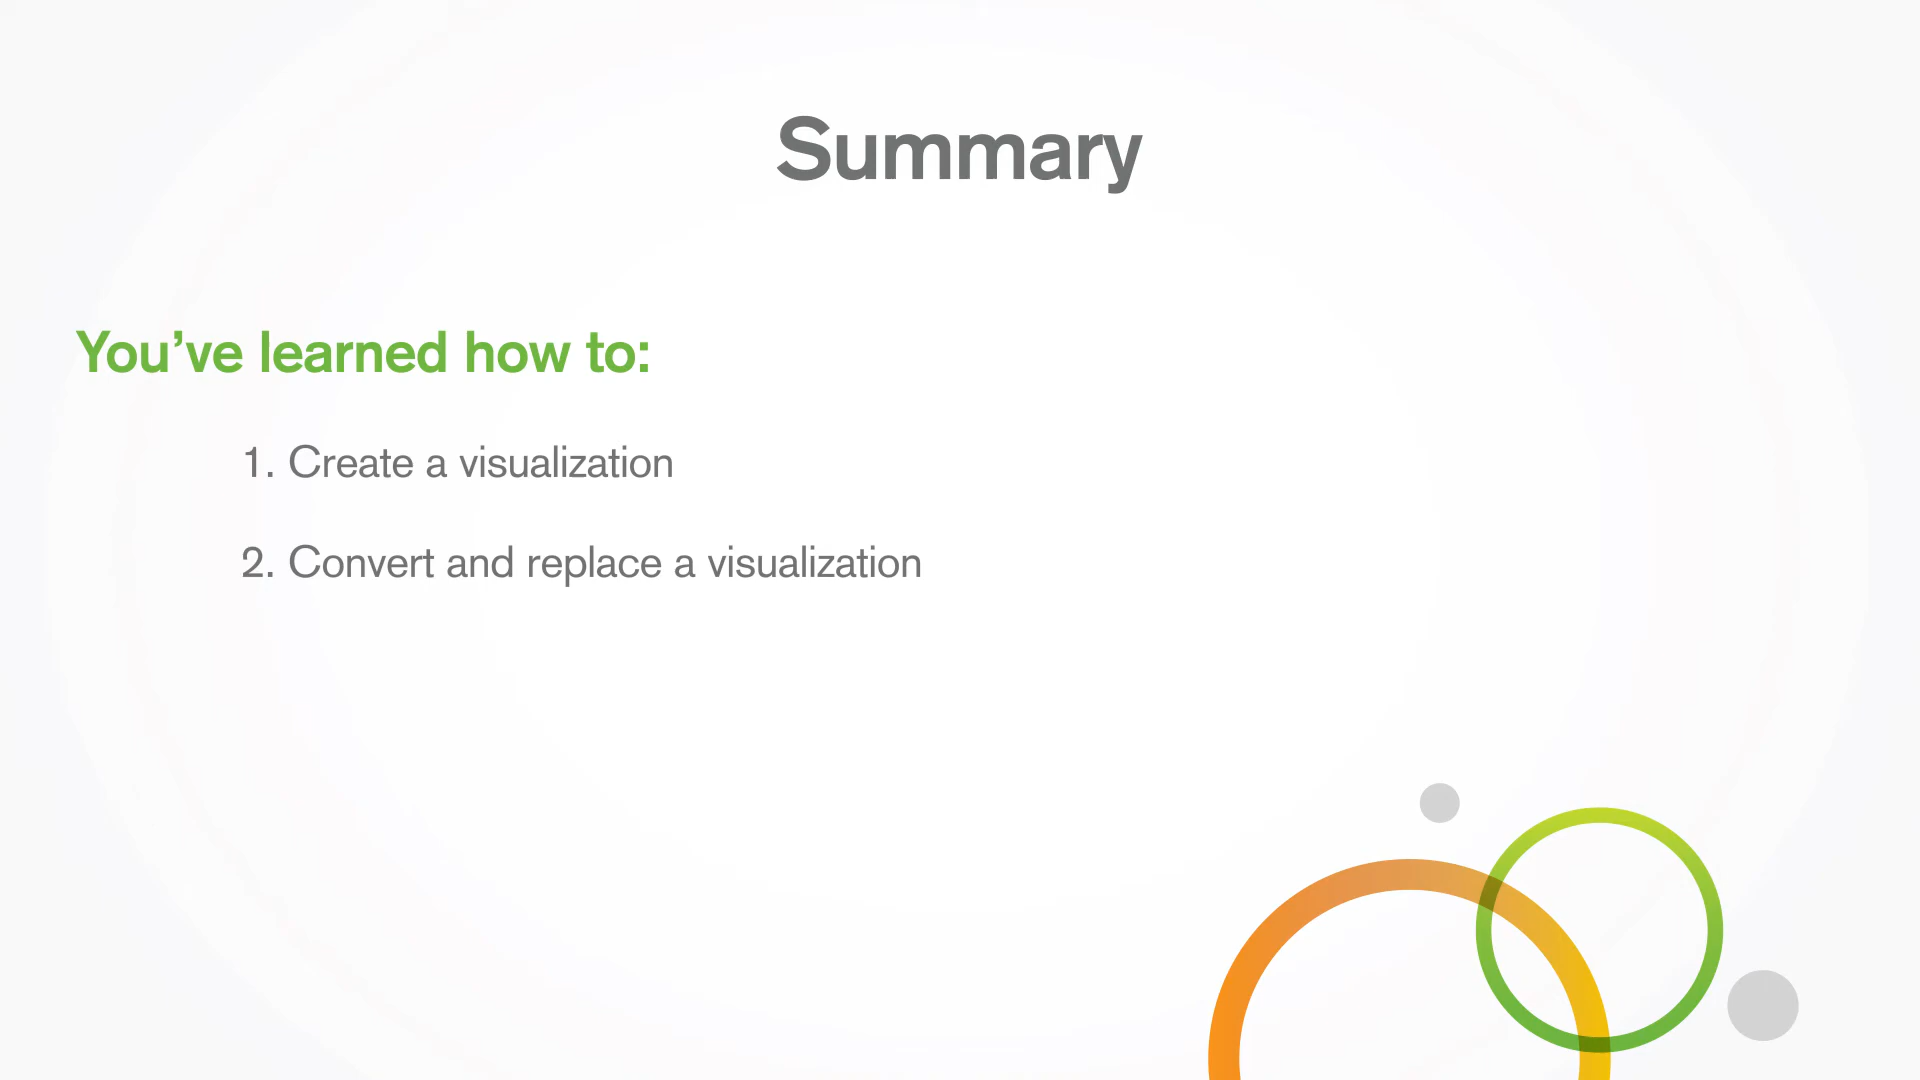 Summary
You’ve learned how to:
1. Create a visualization
2. Convert and replace a visualization